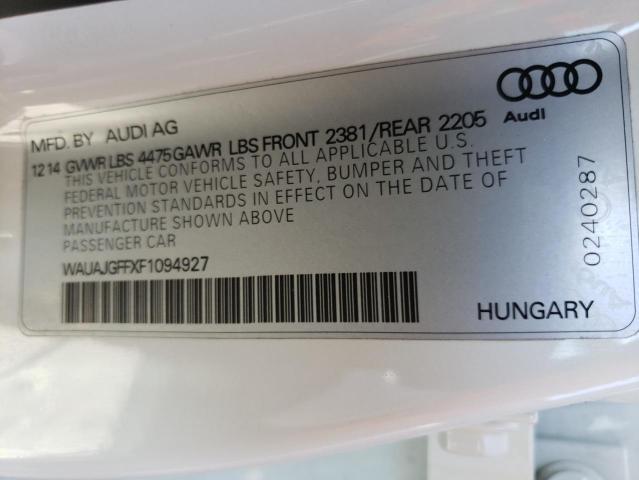 MFD. BY AUDI AG
Audi
12 14 GVWR LBS 4475 GAWR LBS FRONT 2381/REAR 2205
THIS VEHICLE CONFORMS TO ALL APPLICABLE U.S.
FEDERAL MOTOR VEHICLE SAFETY, BUMPER AND THEFT
PREVENTION STANDARDS IN EFFECT ON THE DATE OF
MANUFACTURE SHOWN ABOVE
PASSENGER CAR
WAUAJGFFXF1094927
0240287
HUNGARY